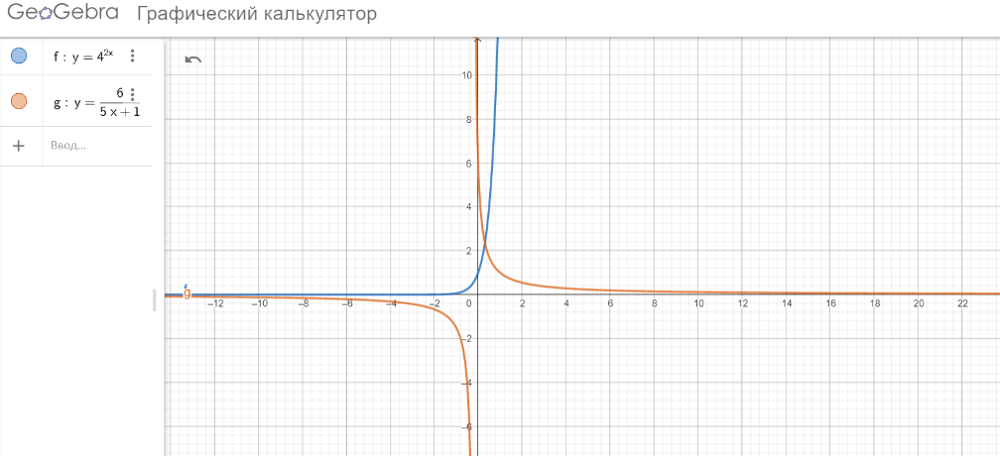 GeoGebra Графический калькулятор
f : y = 4^{2x}
g : y = 6 / (5 x + 1)
+ Ввод...
10
8
6
4
2
f
g
−12 −10 −8 −6 −4 −2 0 2 4 6 8 10 12 14 16 18 20 22
−2
−4
−6